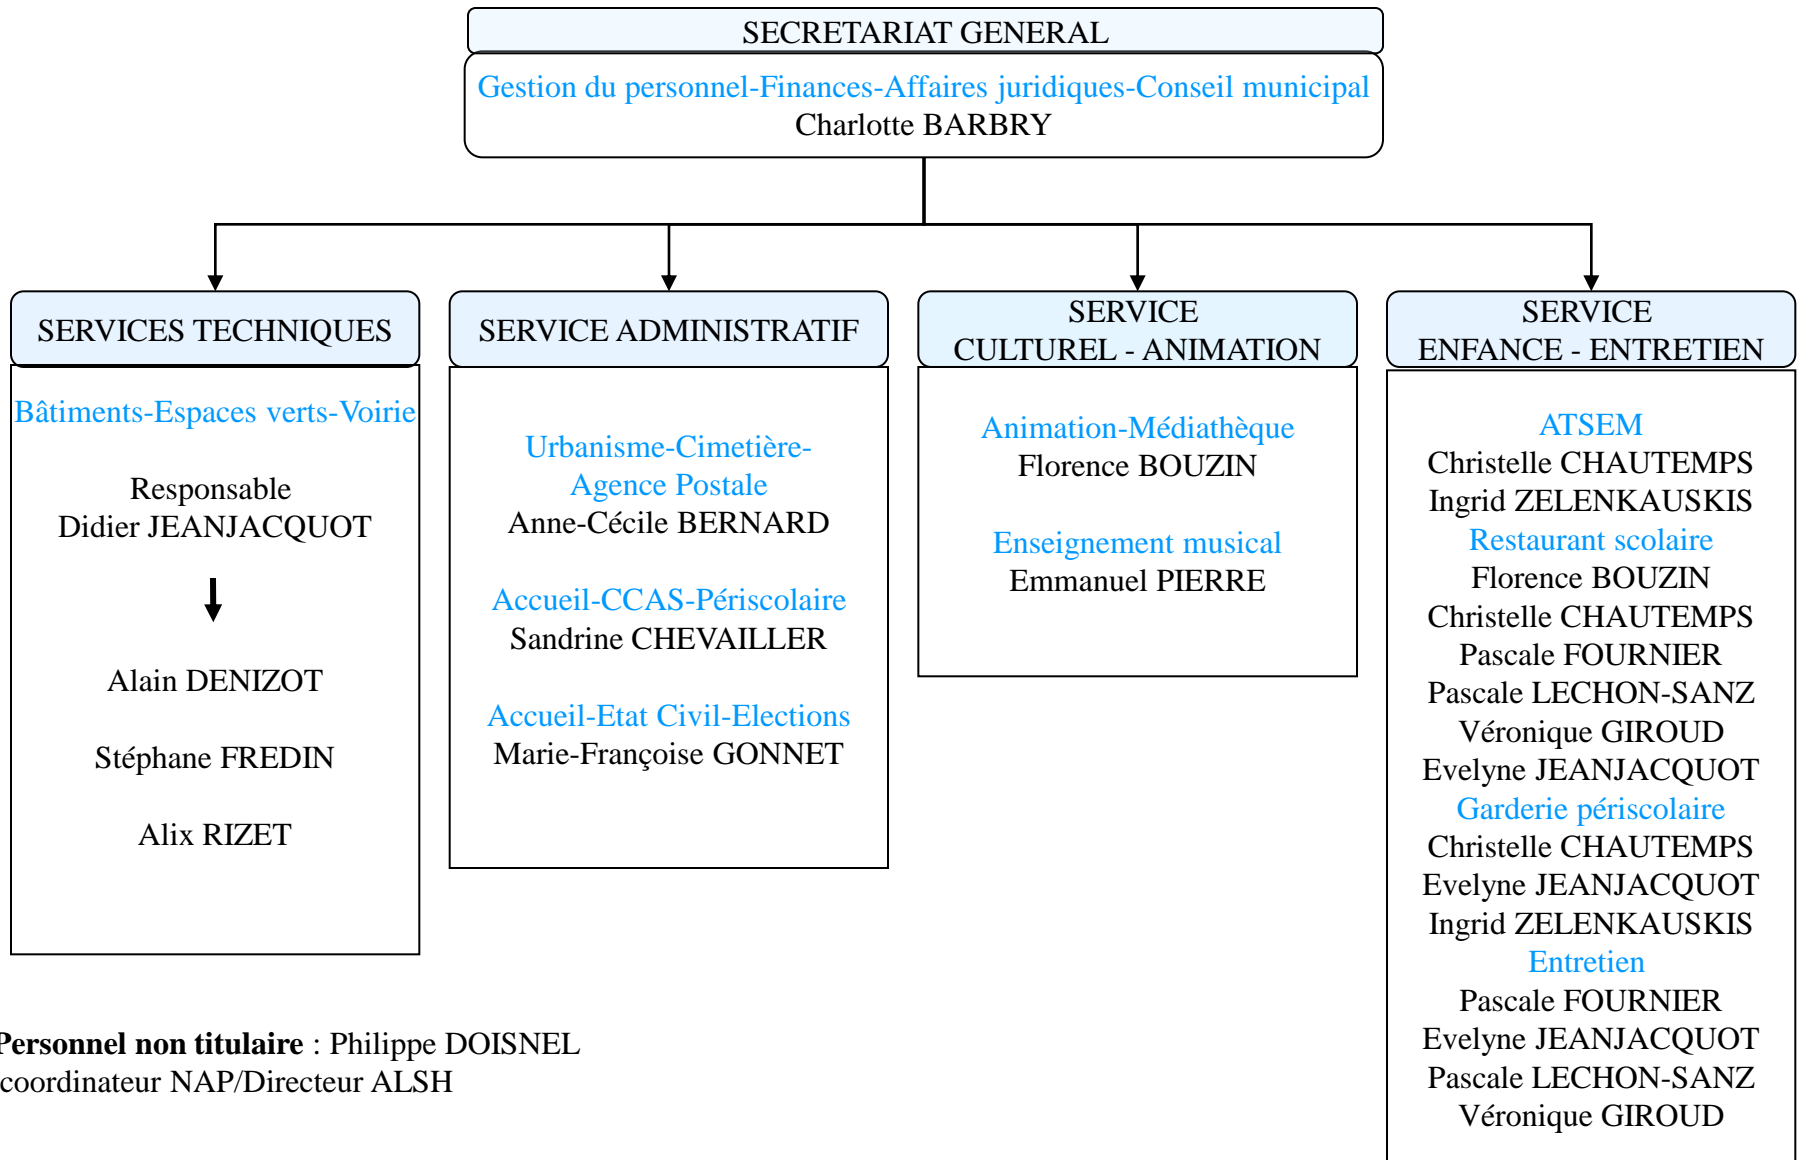 SECRETARIAT GENERAL
Gestion du personnel-Finances-Affaires juridiques-Conseil municipal
Charlotte BARBRY
SERVICES TECHNIQUES
Bâtiments-Espaces verts-Voirie
Responsable
Didier JEANJACQUOT
Alain DENIZOT
Stéphane FREDIN
Alix RIZET
SERVICE ADMINISTRATIF
Urbanisme-Cimetière-
Agence Postale
Anne-Cécile BERNARD
Accueil-CCAS-Périscolaire
Sandrine CHEVAILLER
Accueil-Etat Civil-Elections
Marie-Françoise GONNET
SERVICE
CULTUREL - ANIMATION
Animation-Médiathèque
Florence BOUZIN
Enseignement musical
Emmanuel PIERRE
SERVICE
ENFANCE - ENTRETIEN
ATSEM
Christelle CHAUTEMPS
Ingrid ZELENKAUSKIS
Restaurant scolaire
Florence BOUZIN
Christelle CHAUTEMPS
Pascale FOURNIER
Pascale LECHON-SANZ
Véronique GIROUD
Evelyne JEANJACQUOT
Garderie périscolaire
Christelle CHAUTEMPS
Evelyne JEANJACQUOT
Ingrid ZELENKAUSKIS
Entretien
Pascale FOURNIER
Evelyne JEANJACQUOT
Pascale LECHON-SANZ
Véronique GIROUD
Personnel non titulaire : Philippe DOISNEL
coordinateur NAP/Directeur ALSH